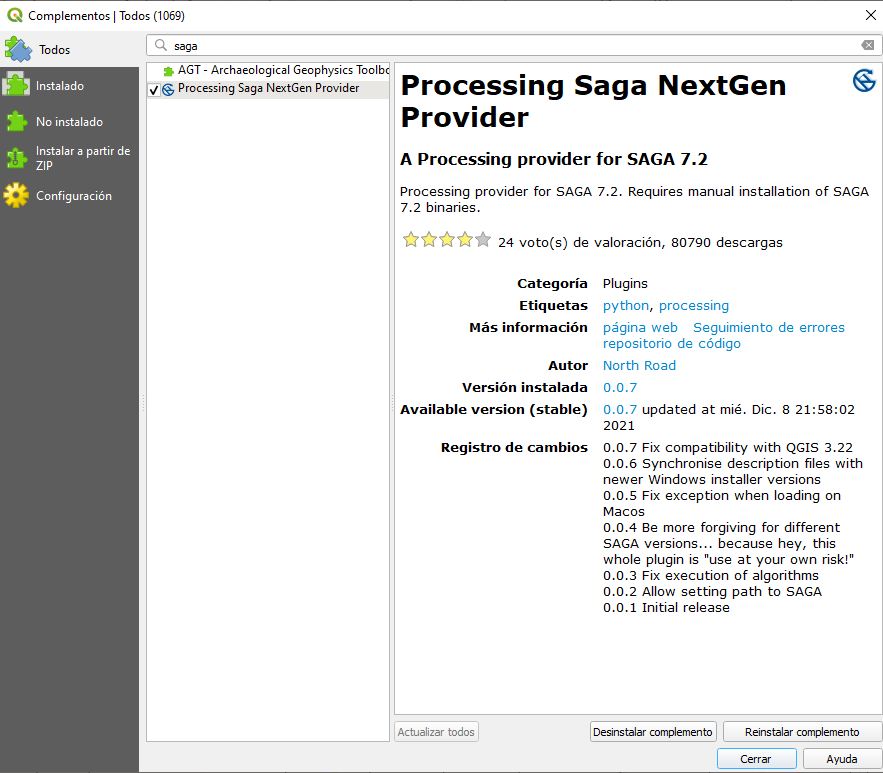 Complementos | Todos (1069)
Todos
Instalado
No instalado
Instalar a partir de
ZIP
Configuración
saga
AGT - Archaeological Geophysics Toolbo
Processing Saga NextGen Provider
Processing Saga NextGen
Provider
A Processing provider for SAGA 7.2
Processing provider for SAGA 7.2. Requires manual installation of SAGA
7.2 binaries.
24 voto(s) de valoración, 80790 descargas
Categoría Plugins
Etiquetas python, processing
Más información página web Seguimiento de errores
repositorio de código
Autor North Road
Versión instalada 0.0.7
Available version (stable) 0.0.7 updated at mié. Dic. 8 21:58:02
2021
Registro de cambios 0.0.7 Fix compatibility with QGIS 3.22
0.0.6 Synchronise description files with
newer Windows installer versions
0.0.5 Fix exception when loading on
Macos
0.0.4 Be more forgiving for different
SAGA versions... because hey, this
whole plugin is "use at your own risk!"
0.0.3 Fix execution of algorithms
0.0.2 Allow setting path to SAGA
0.0.1 Initial release
Actualizar todos
Desinstalar complemento
Reinstalar complemento
Cerrar
Ayuda